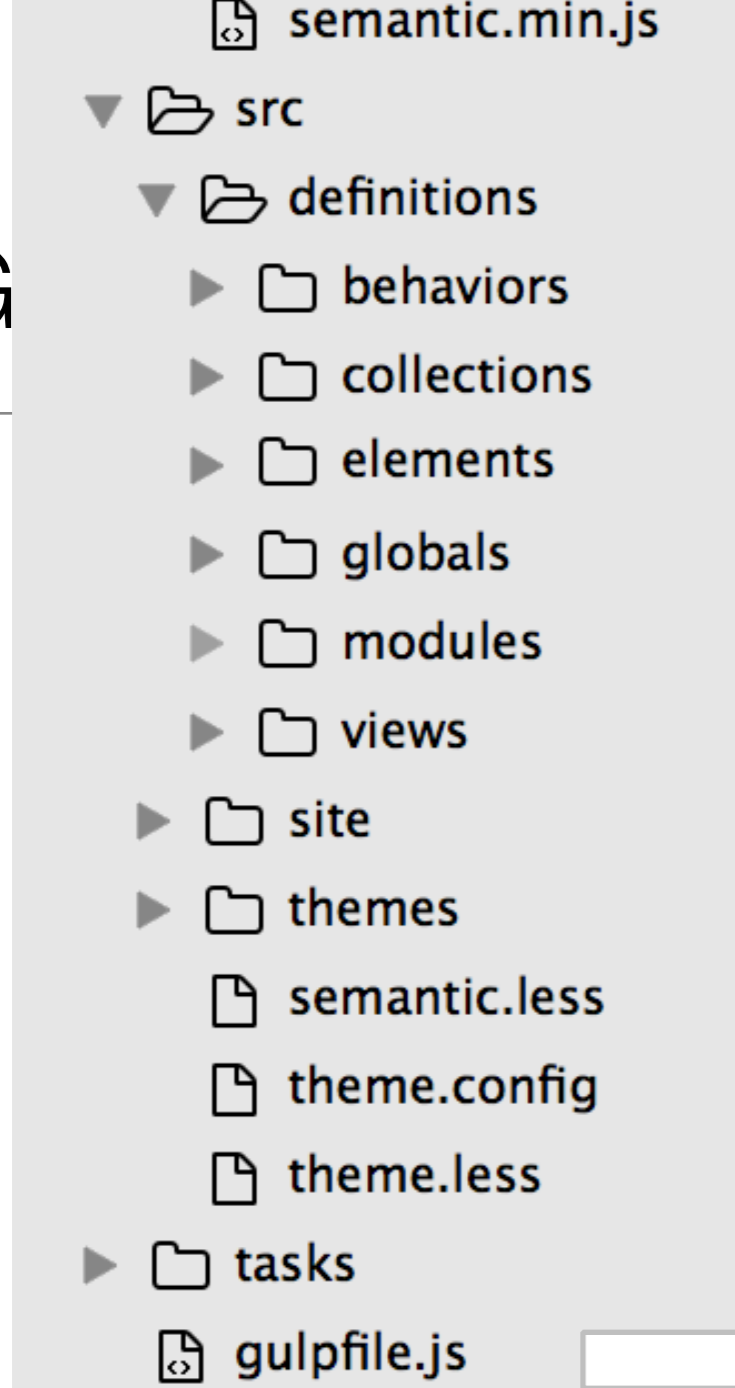 semantic.min.js
src
definitions
behaviors
collections
elements
globals
modules
views
site
themes
semantic.less
theme.config
theme.less
tasks
gulpfile.js